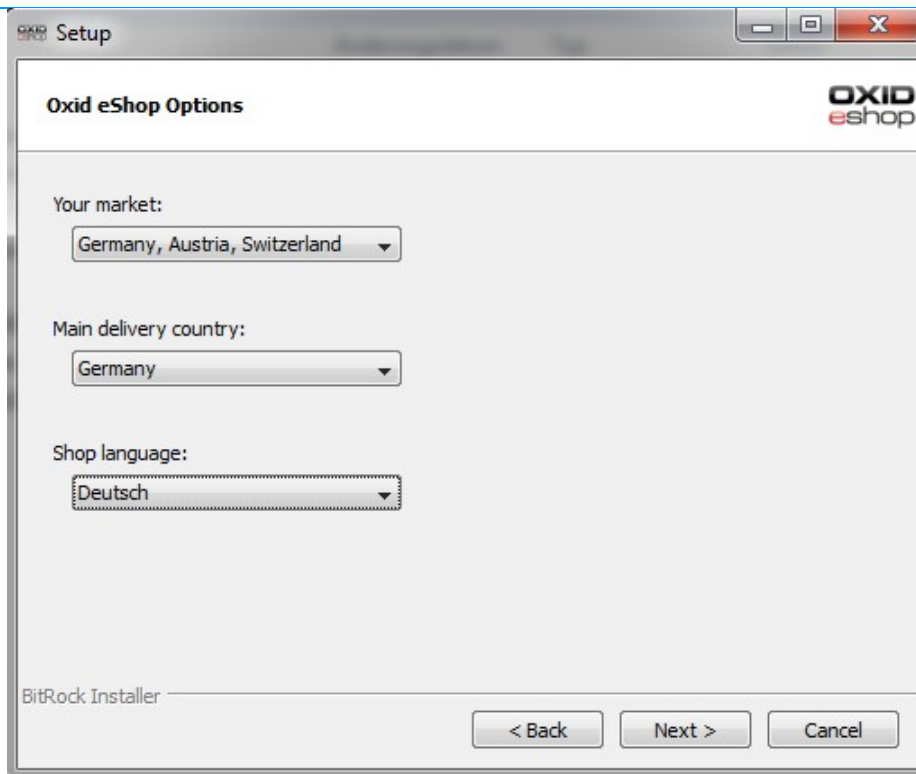 OXID Setup
Oxid eShop Options
OXID
eshop
Your market:
Germany, Austria, Switzerland
Main delivery country:
Germany
Shop language:
Deutsch
BitRock Installer
< Back Next > Cancel